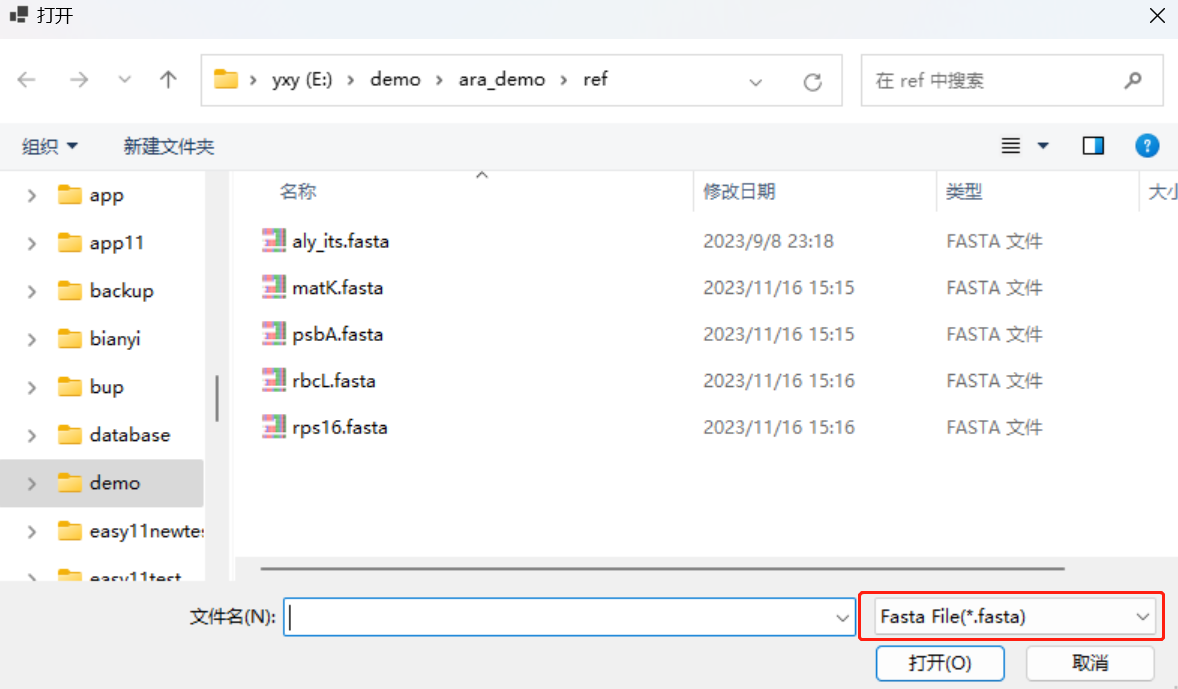 打开
yxy (E:) › demo › ara_demo › ref
在 ref 中搜索
组织 新建文件夹
名称 修改日期 类型
app
app11
backup
bianyi
bup
database
demo
easy11newtes
easy11test
aly_its.fasta 2023/9/8 23:18 FASTA 文件
matK.fasta 2023/11/16 15:15 FASTA 文件
psbA.fasta 2023/11/16 15:15 FASTA 文件
rbcL.fasta 2023/11/16 15:16 FASTA 文件
rps16.fasta 2023/11/16 15:16 FASTA 文件
文件名(N): Fasta File(*.fasta)
打开(O) 取消